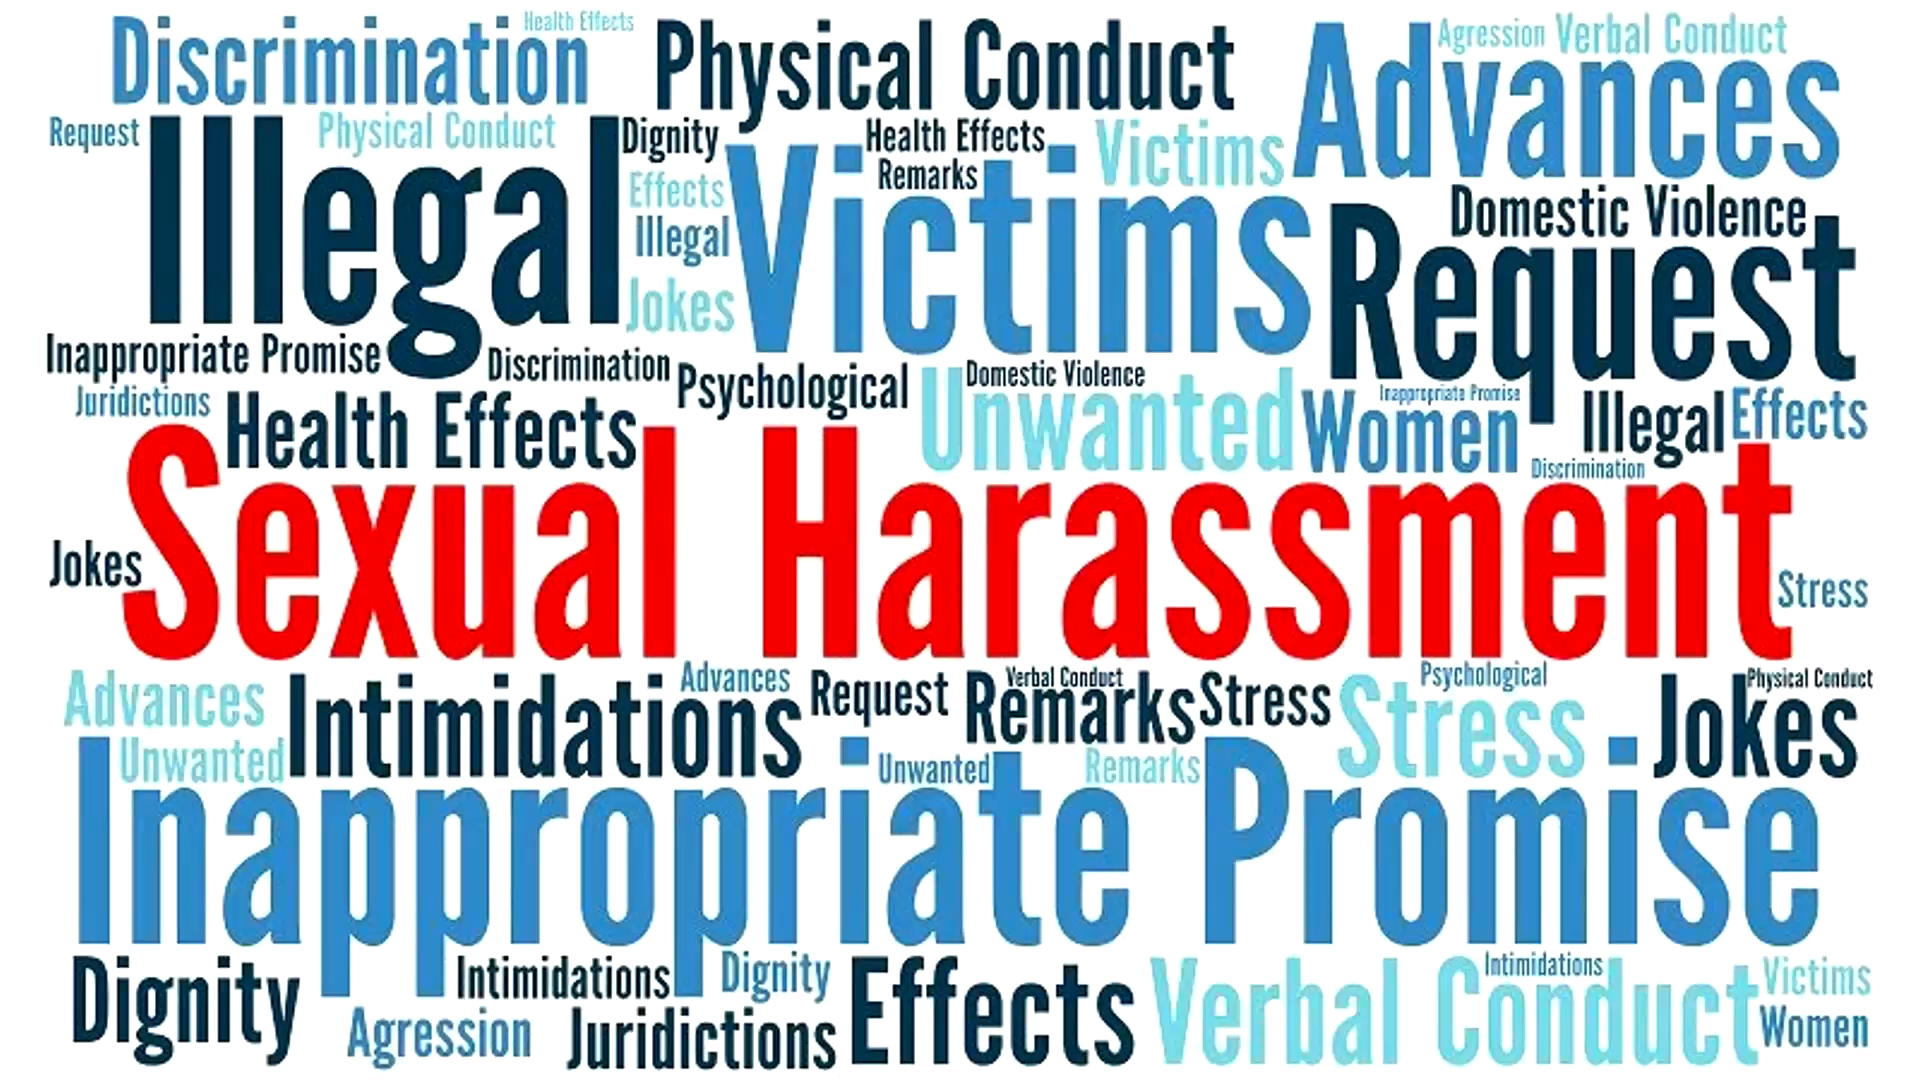 Health Effects
Discrimination
Physical Conduct
Advances
Agression
Verbal Conduct
Request
Illegal
Physical Conduct
Dignity
Health Effects
Victims
Remarks
Effects
Victims
Illegal
Domestic Violence
Request
Jokes
Inappropriate Promise
Discrimination
Psychological
Domestic Violence
Unwanted
Inappropriate Promise
Women
Illegal
Effects
Juridictions
Health Effects
Discrimination
Sexual Harassment
Jokes
Stress
Advances
Intimidations
Advances
Request
Verbal Conduct
Remarks
Stress
Stress
Psychological
Physical Conduct
Jokes
Unwanted
Unwanted
Remarks
Inappropriate Promise
Dignity
Intimidations
Dignity
Effects
Verbal Conduct
Intimidations
Victims
Agression
Juridictions
Women